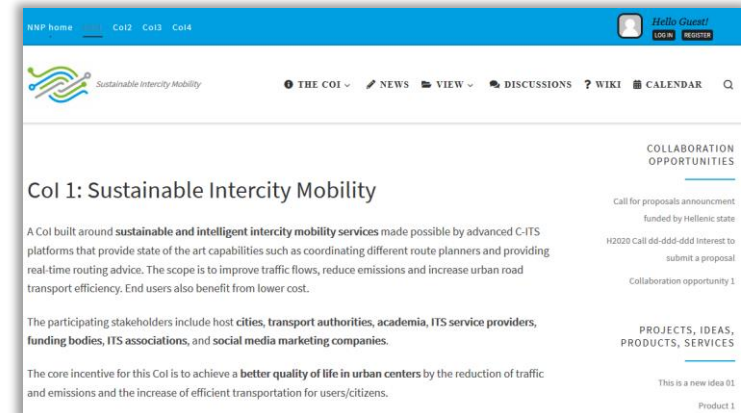 NNP home Col1 Col2 Col3 Col4
Hello Guest!
LOG IN REGISTER
Sustainable Intercity Mobility
THE COI NEWS VIEW DISCUSSIONS ? WIKI CALENDAR
CoI 1: Sustainable Intercity Mobility
A CoI built around sustainable and intelligent intercity mobility services made possible by advanced C-ITS
platforms that provide state of the art capabilities such as coordinating different route planners and providing
real-time routing advice. The scope is to improve traffic flows, reduce emissions and increase urban road
transport efficiency. End users also benefit from lower cost.
The participating stakeholders include host cities, transport authorities, academia, ITS service providers,
funding bodies, ITS associations, and social media marketing companies.
The core incentive for this CoI is to achieve a better quality of life in urban centers by the reduction of traffic
and emissions and the increase of efficient transportation for users/citizens.
COLLABORATION
OPPORTUNITIES
Call for proposals announcment
funded by Hellenic state
H2020 Call dd-ddd-ddd Interest to
submit a proposal
Collaboration opportunity 1
PROJECTS, IDEAS,
PRODUCTS, SERVICES
This is a new idea 01
Product 1